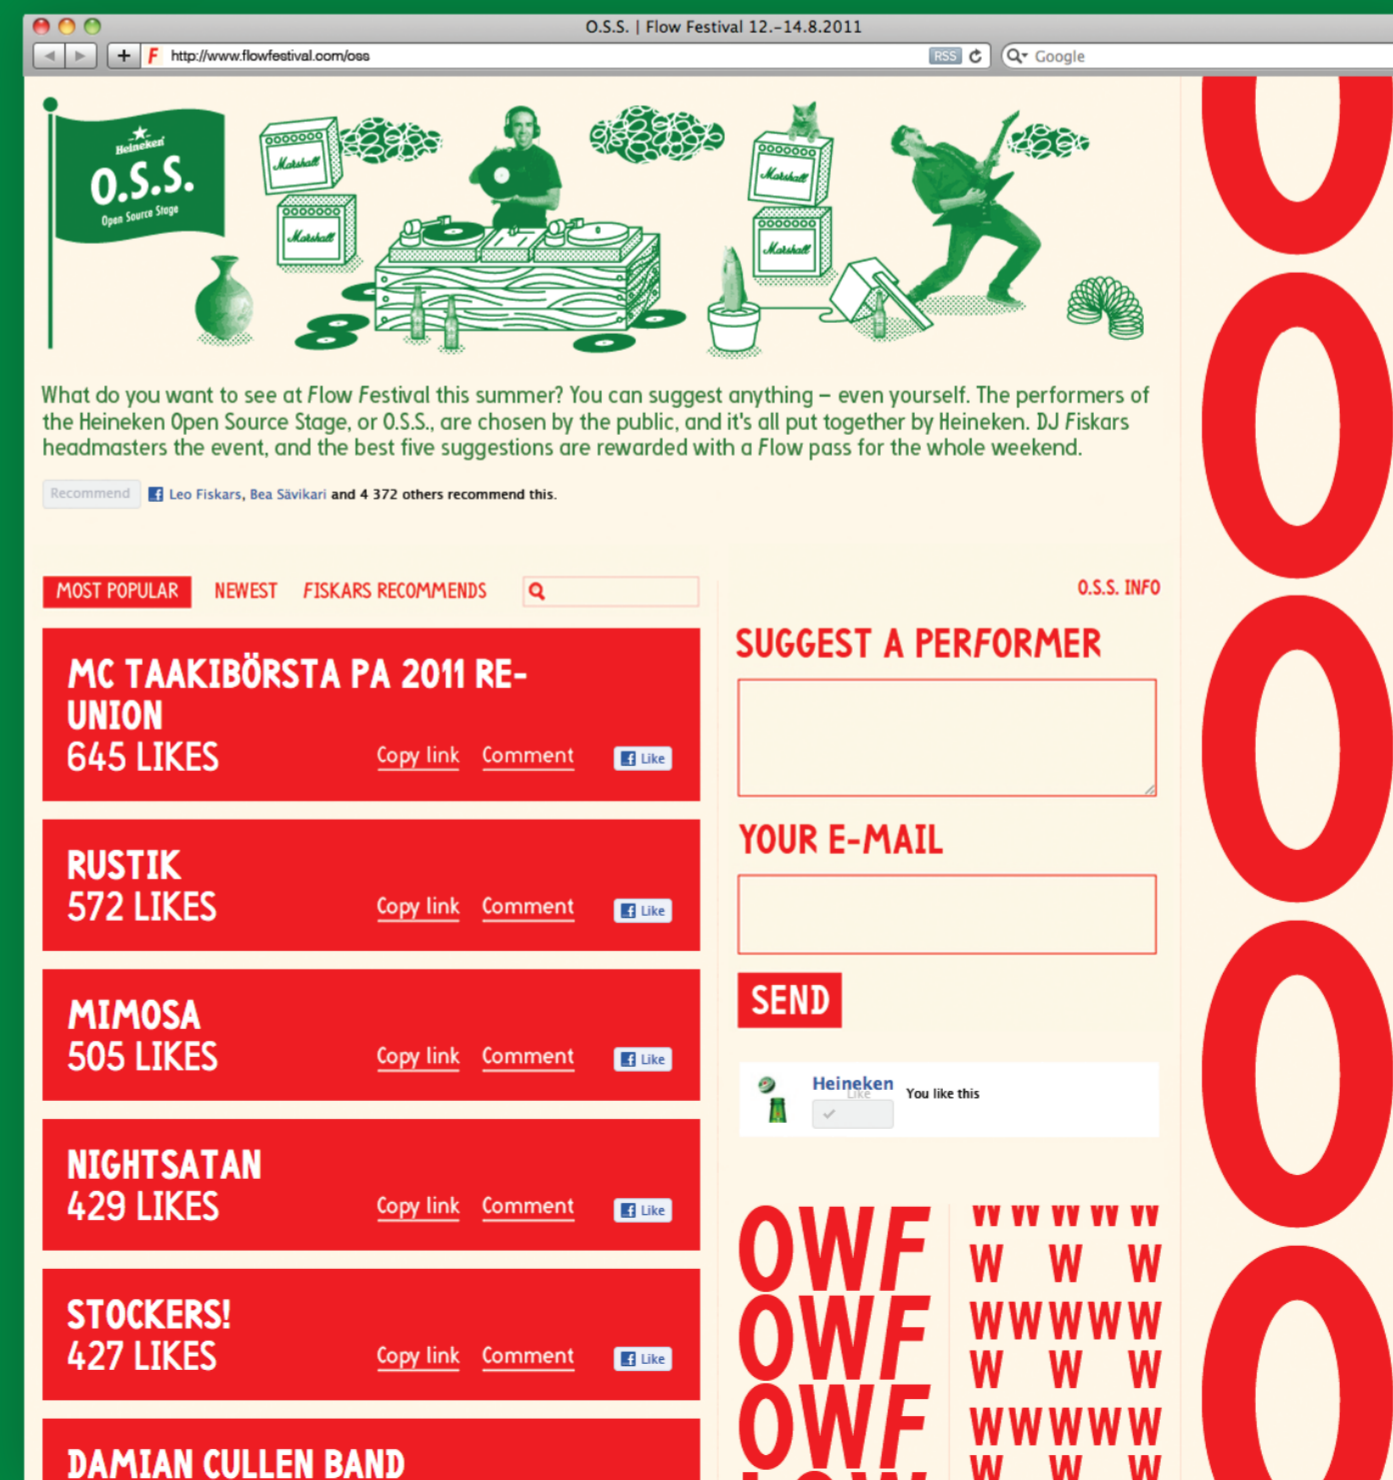 O.S.S. | Flow Festival 12.-14.8.2011
http://www.flowfestival.com/oss
RSS
Google
Heineken
O.S.S.
Open Source Stage
Marshall
Marshall
Marshall
Marshall
What do you want to see at Flow Festival this summer? You can suggest anything – even yourself. The performers of
the Heineken Open Source Stage, or O.S.S., are chosen by the public, and it's all put together by Heineken. DJ Fiskars
headmasters the event, and the best five suggestions are rewarded with a Flow pass for the whole weekend.
Recommend
Leo Fiskars, Bea Sävikari and 4 372 others recommend this.
MOST POPULAR NEWEST FISKARS RECOMMENDS
O.S.S. INFO
MC TAAKIBÖRSTA PA 2011 RE-
UNION
645 LIKES Copy link Comment Like
RUSTIK
572 LIKES Copy link Comment Like
MIMOSA
505 LIKES Copy link Comment Like
NIGHTSATAN
429 LIKES Copy link Comment Like
STOCKERS!
427 LIKES Copy link Comment Like
DAMIAN CULLEN BAND
SUGGEST A PERFORMER
YOUR E-MAIL
SEND
Heineken
Like
You like this
OWF
OWF
OWF
LOW
W W W W W
W W W
WWWWW
W W W
WWWWW
W W W
O
O
O
O
O